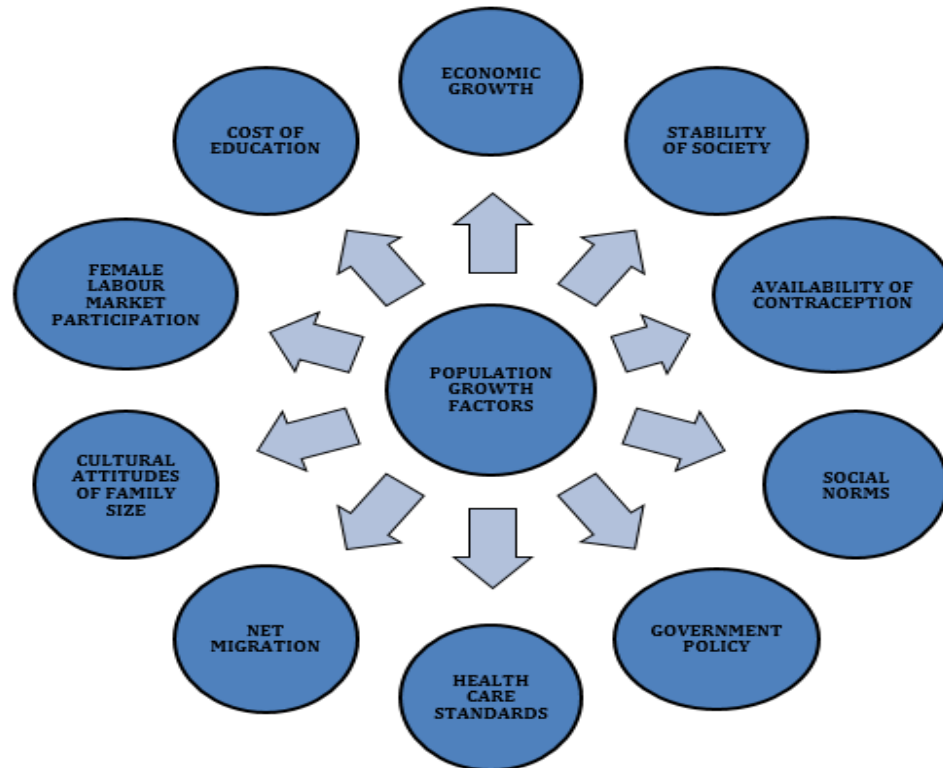 ECONOMIC
GROWTH
STABILITY
OF SOCIETY
AVAILABILITY OF
CONTRACEPTION
SOCIAL
NORMS
GOVERNMENT
POLICY
HEALTH
CARE
STANDARDS
NET
MIGRATION
CULTURAL
ATTITUDES
OF FAMILY
SIZE
FEMALE
LABOUR
MARKET
PARTICIPATION
COST OF
EDUCATION
POPULATION
GROWTH
FACTORS